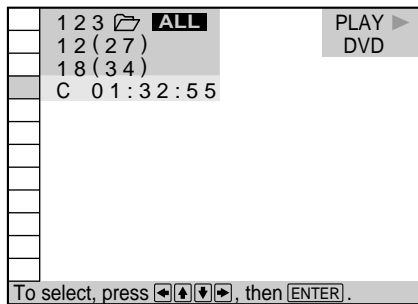 1 2 3 ALL
PLAY
1 2 ( 2 7 )
DVD
1 8 ( 3 4 )
C 0 1 : 3 2 : 5 5
To select, press , then ENTER .